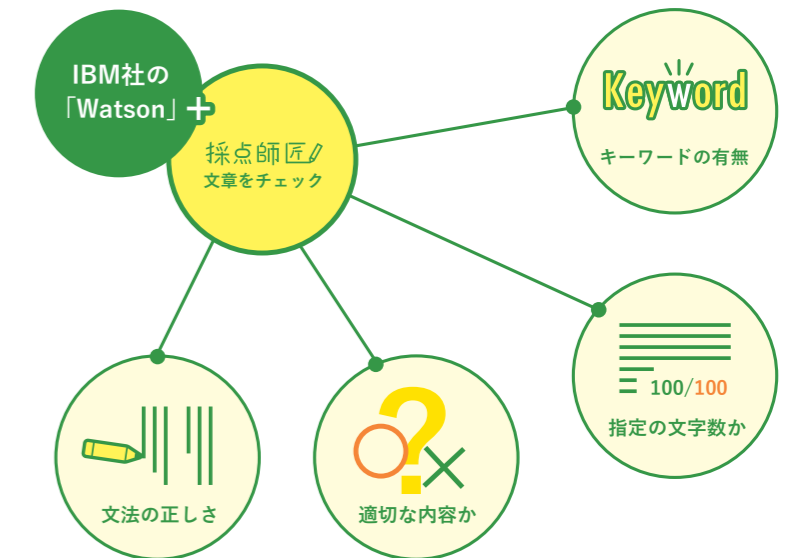 IBM社の
「Watson」+
採点師匠
文章をチェック
Keyword
キーワードの有無
100/100
指定の文字数か
?
適切な内容か
文法の正しさ